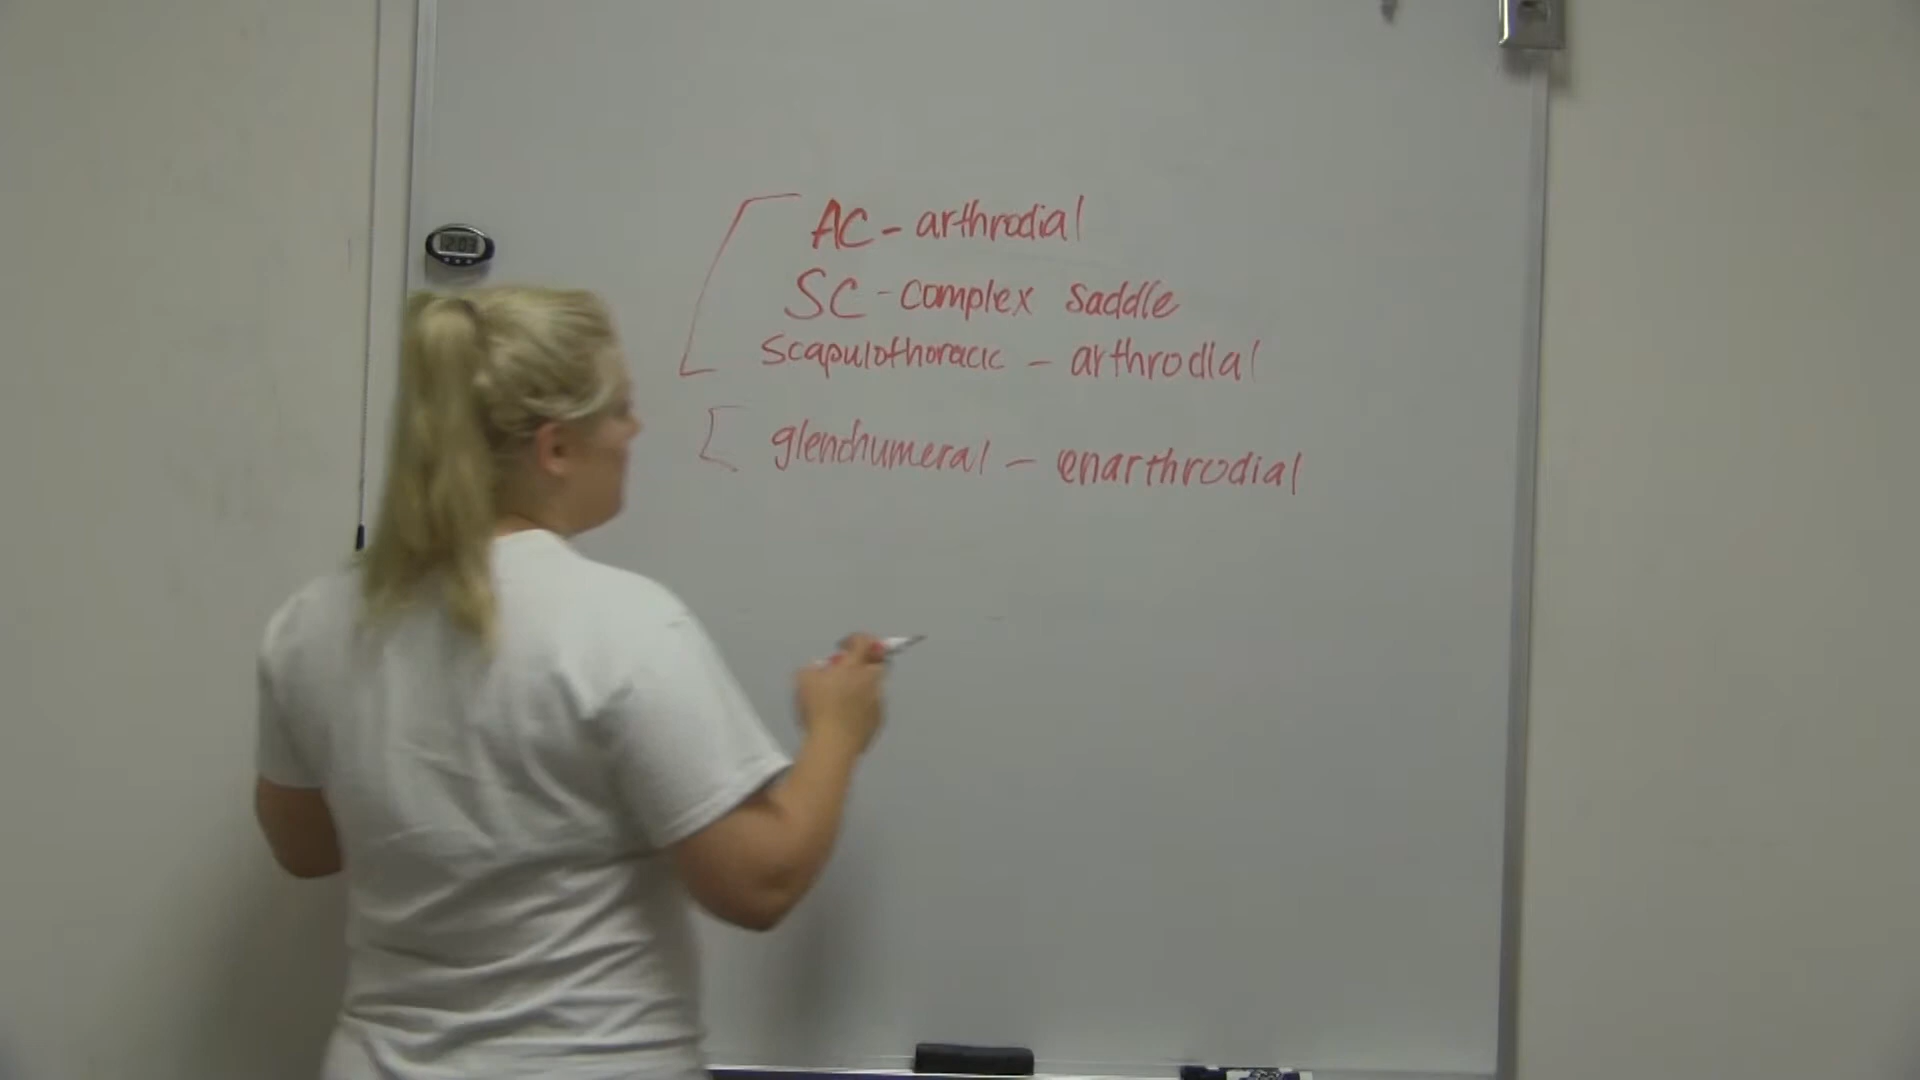 AC - arthrodial
SC - complex saddle
Scapulothoracic - arthrodial
glenohumeral - enarthrodial